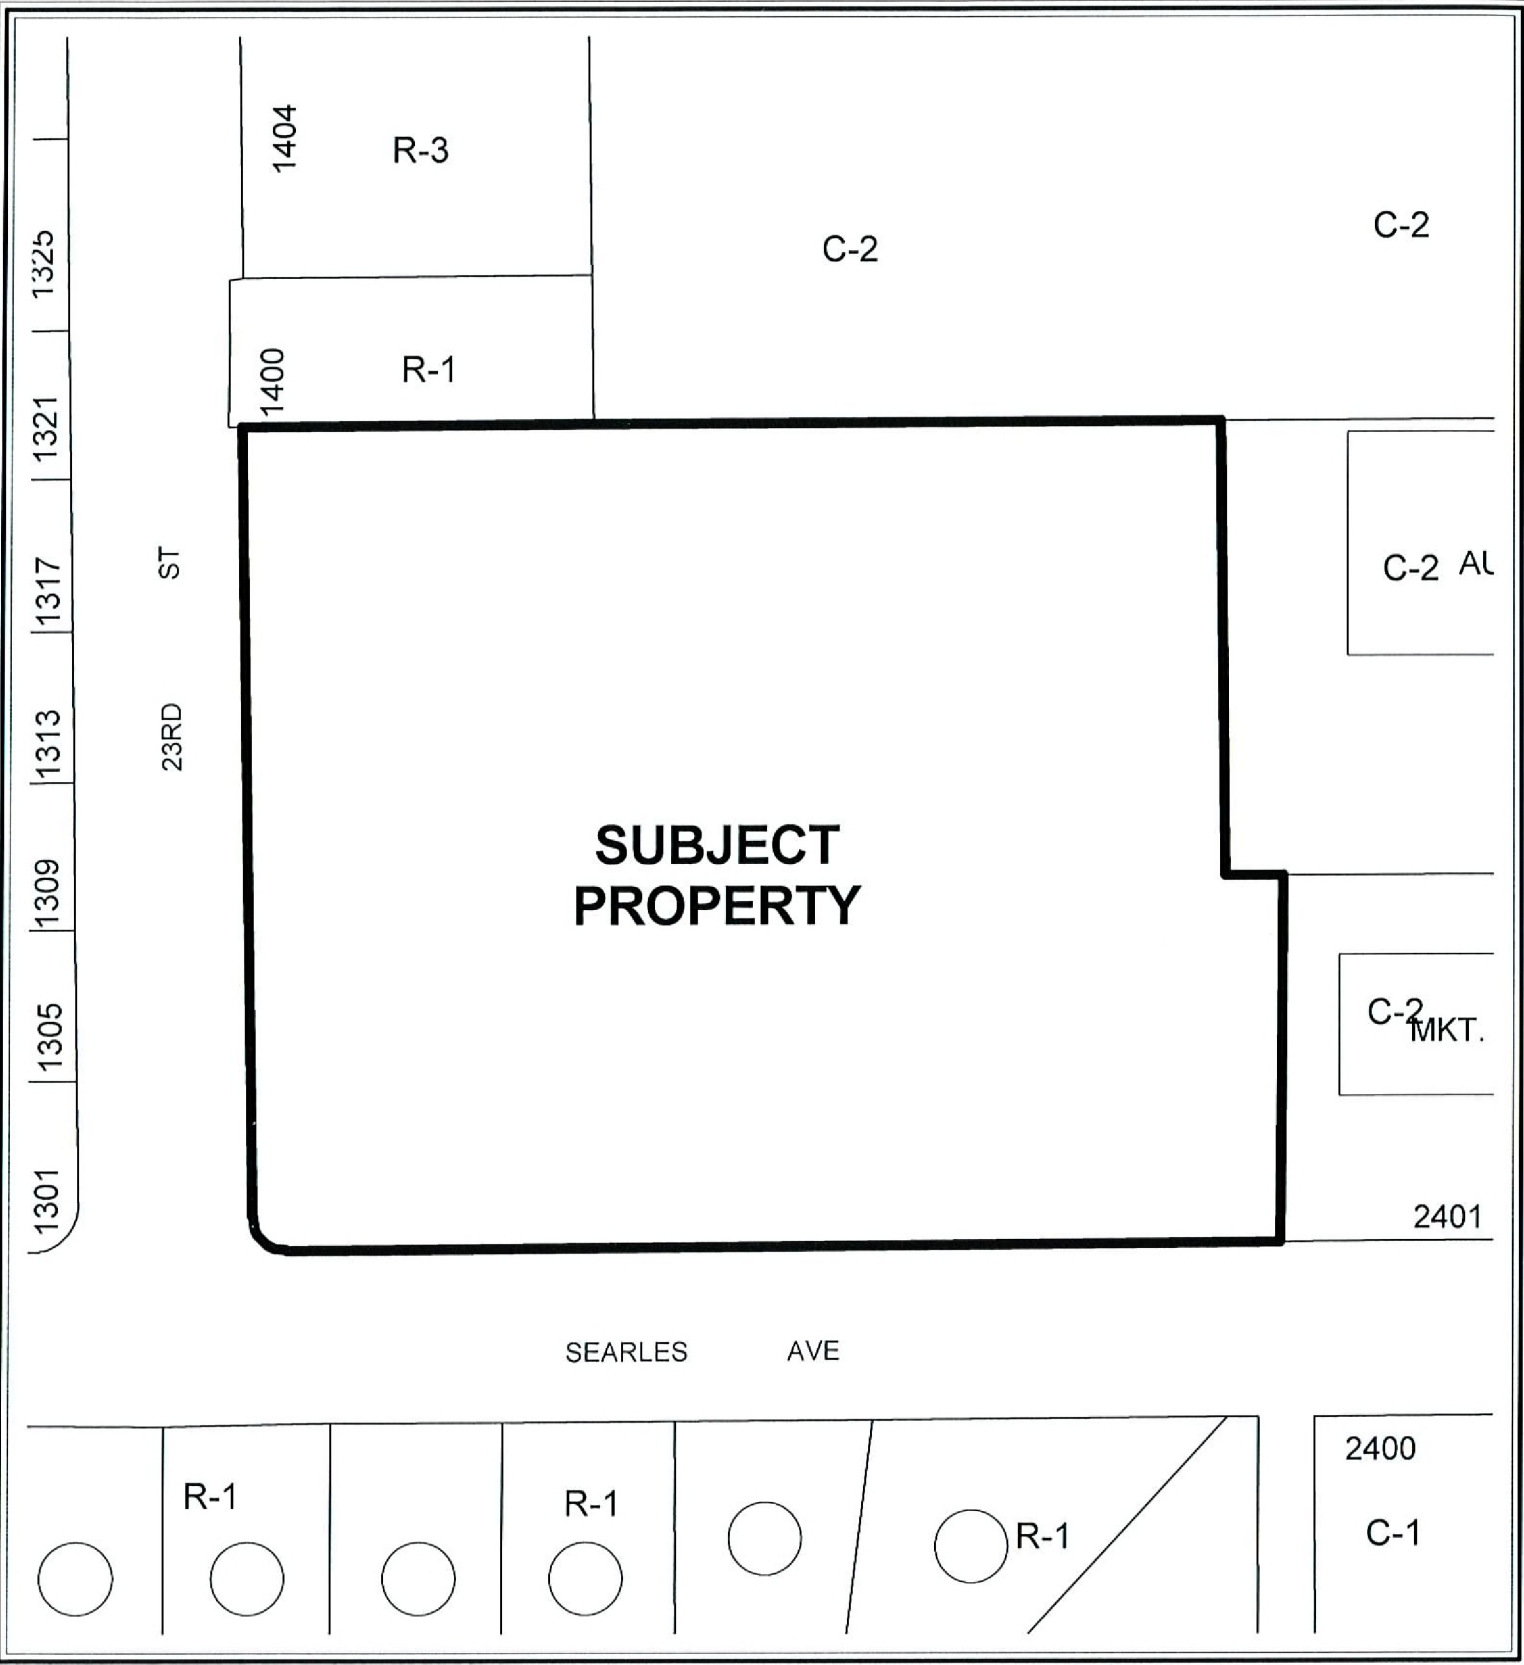 1404
R-3
C-2
C-2
1325
1400
R-1
1321
1317
ST
C-2 AU
1313
23RD
SUBJECT
PROPERTY
1309
C-2
MKT.
1305
1301
2401
SEARLES AVE
2400
R-1
R-1
R-1
C-1